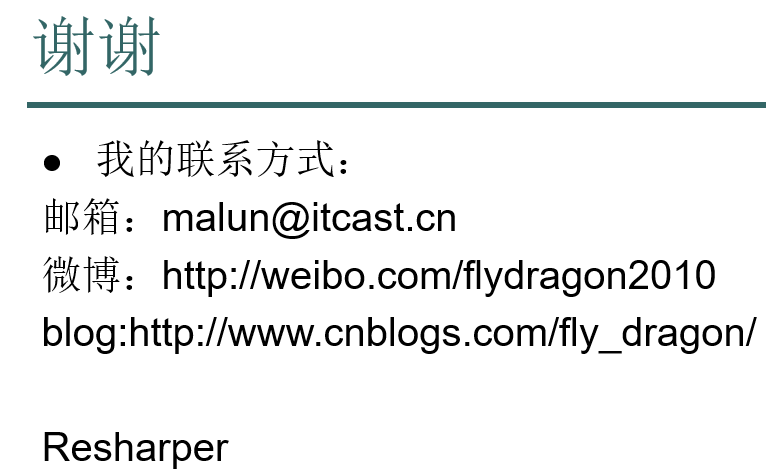 谢谢
● 我的联系方式：
邮箱：malun@itcast.cn
微博：http://weibo.com/flydragon2010
blog:http://www.cnblogs.com/fly_dragon/
Resharper